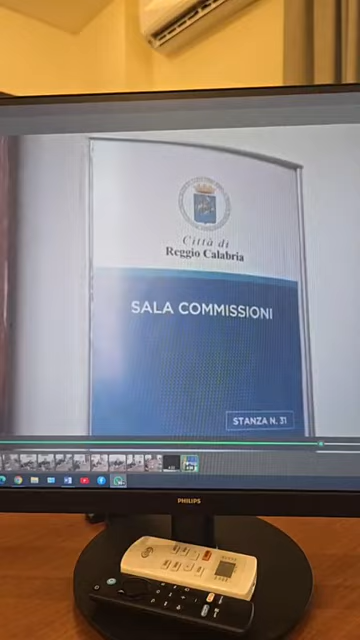 Città di
Reggio Calabria
SALA COMMISSIONI
STANZA N. 31
PHILIPS